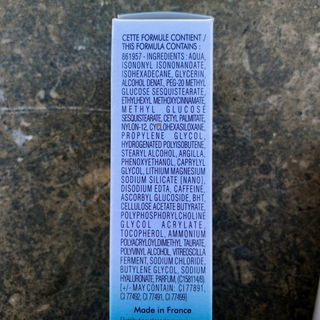 CETTE FORMULE CONTIENT /
THIS FORMULA CONTAINS :
861957 - INGREDIENTS : AQUA,
ISONONYL ISONONANOATE,
ISOHEXADECANE, GLYCERIN,
ALCOHOL DENAT., PEG-20 METHYL
GLUCOSE SESQUISTEARATE,
ETHYLHEXYL METHOXYCINNAMATE,
METHYL GLUCOSE
SESQUISTEARATE, CETYL PALMITATE,
NYLON-12, CYCLOHEXASILOXANE,
PROPYLENE GLYCOL,
HYDROGENATED POLYISOBUTENE,
STEARYL ALCOHOL, ARGILLA,
PHENOXYETHANOL, CAPRYLYL
GLYCOL, LITHIUM MAGNESIUM
SODIUM SILICATE [NANO],
DISODIUM EDTA, CAFFEINE,
ASCORBYL GLUCOSIDE, BHT,
CELLULOSE ACETATE BUTYRATE,
POLYPHOSPHORYLCHOLINE
GLYCOL ACRYLATE,
TOCOPHEROL, AMMONIUM
POLYACRYLOYLDIMETHYL TAURATE,
POLYVINYL ALCOHOL, VITREOSCILLA
FERMENT, SODIUM CHLORIDE,
BUTYLENE GLYCOL, SODIUM
HYALURONATE, PARFUM, (C158114/8)
[+/- MAY CONTAIN: CI 77891,
CI 77492, CI 77491, CI 77499]
Made in France